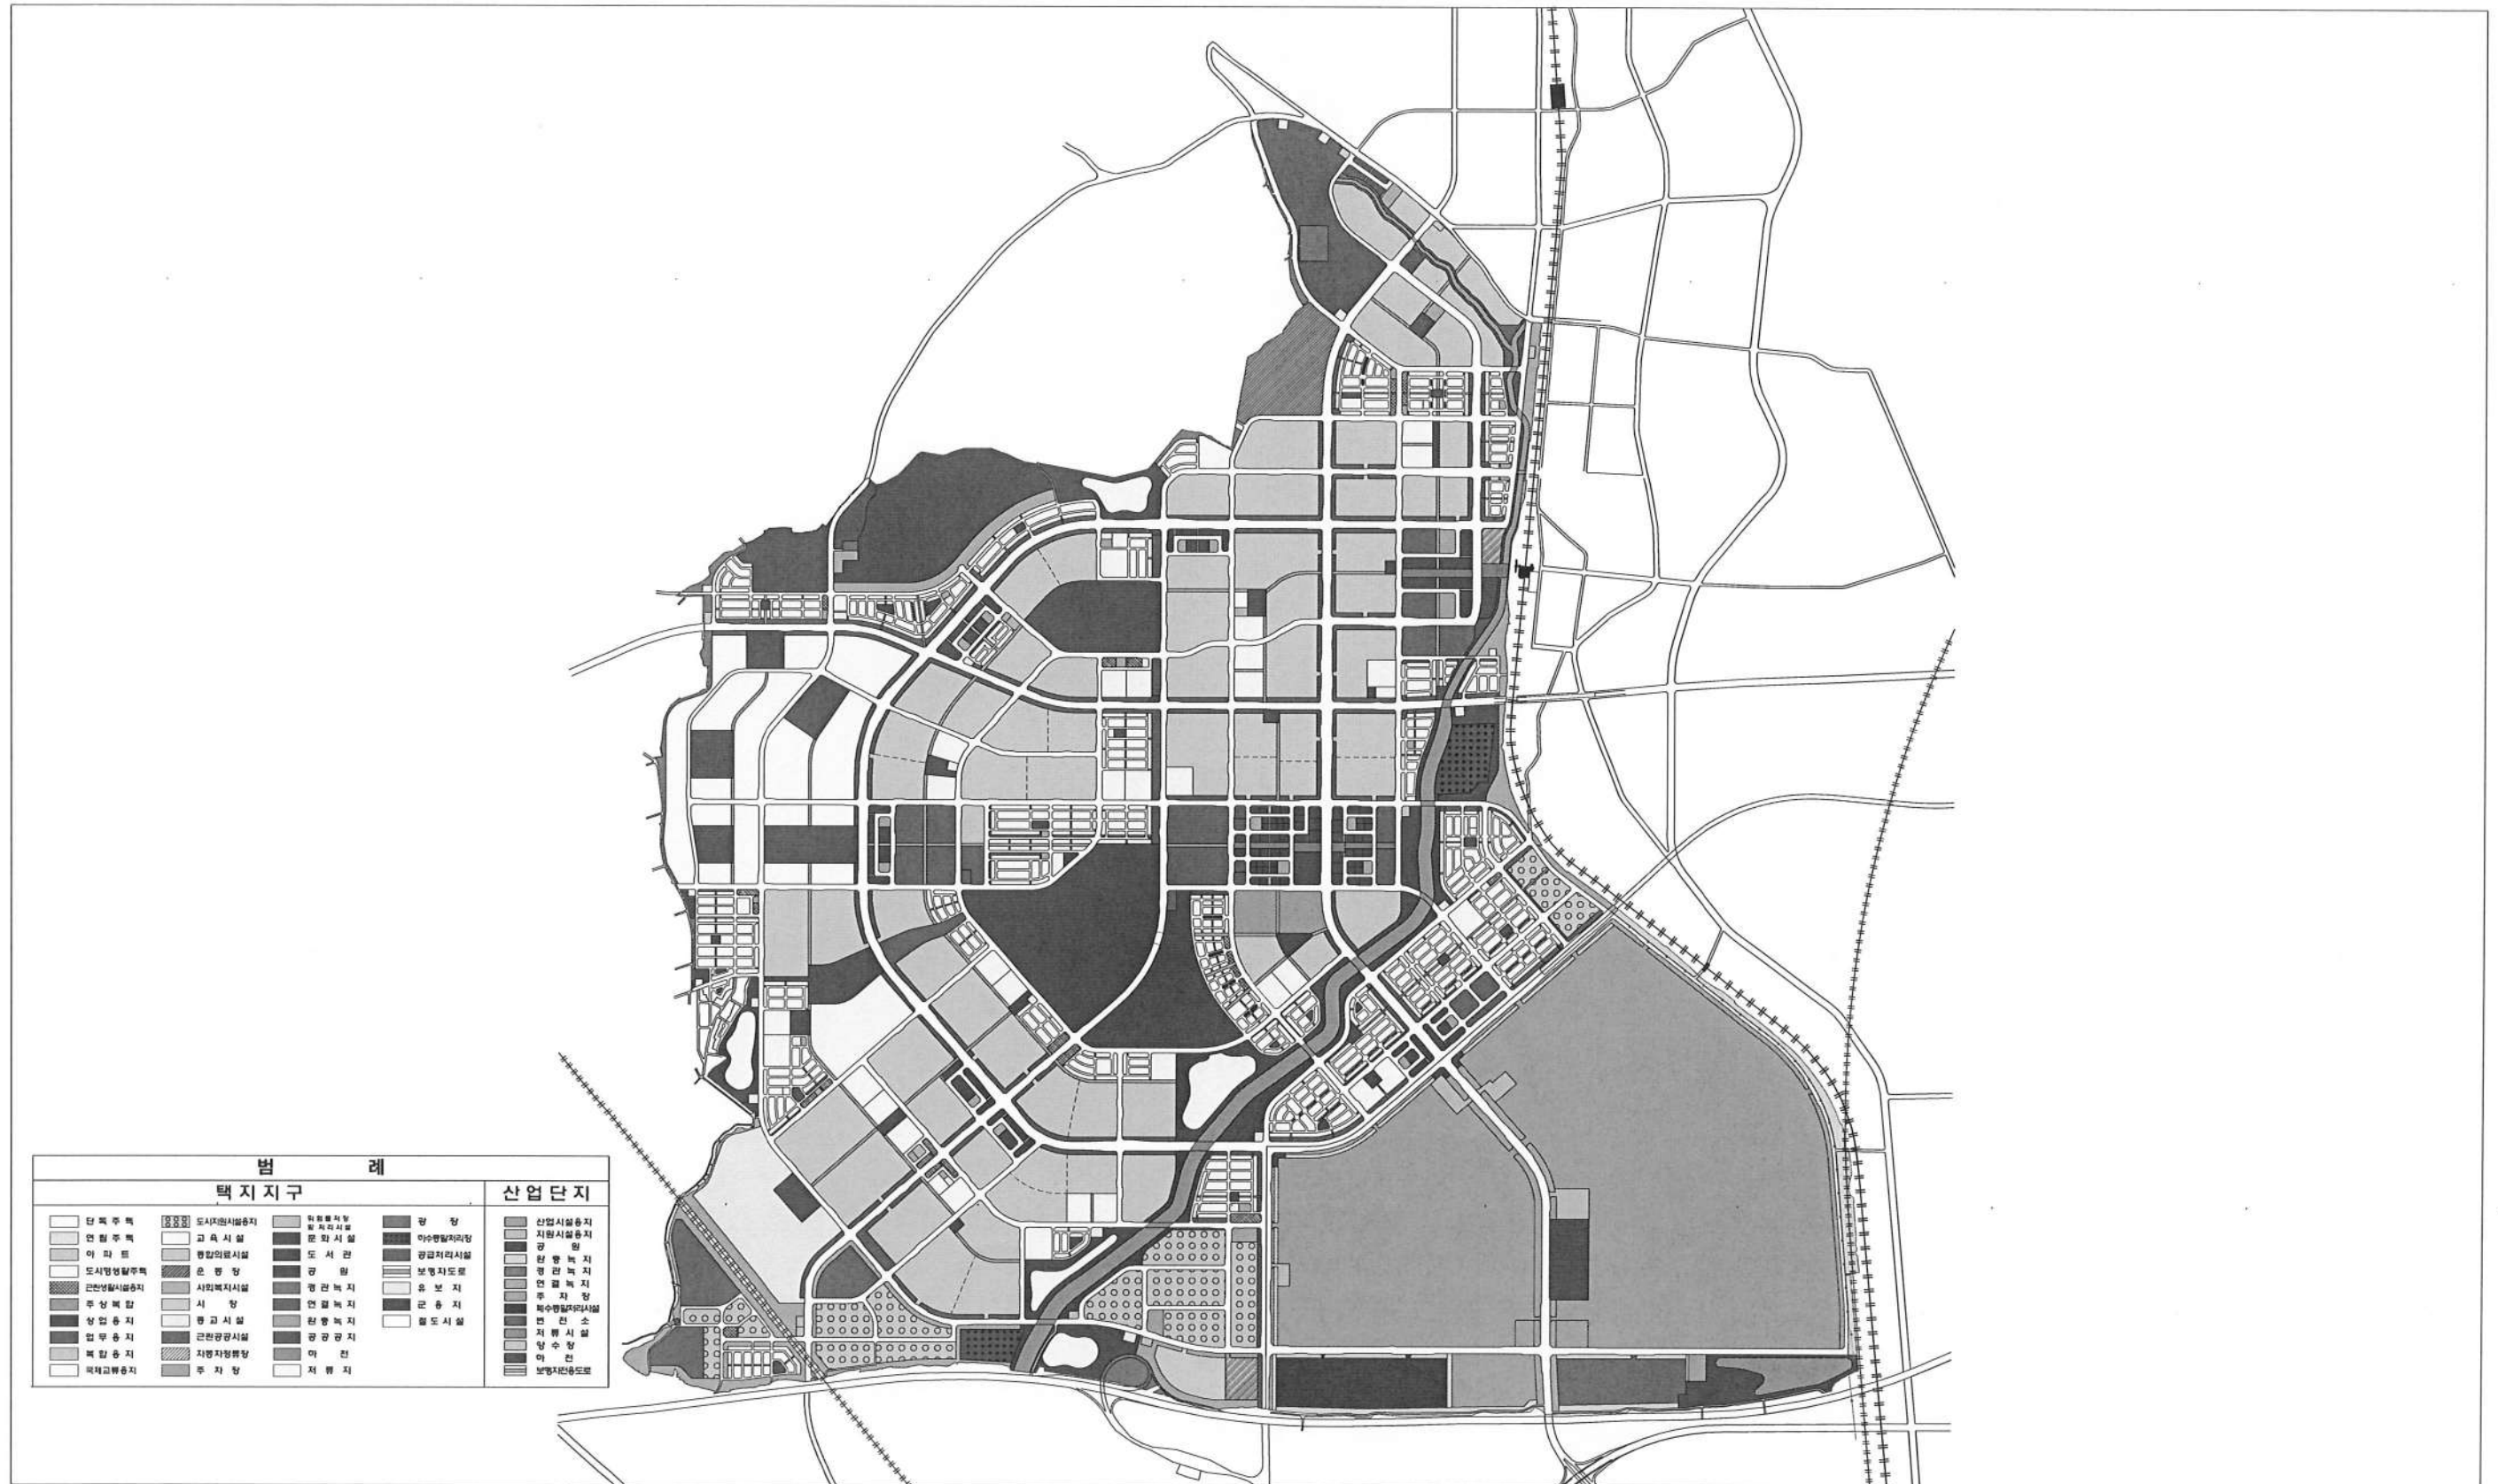 범 례
택지지구 산업단지
단독주택 도시지원시설용지 위험물저장 및 처리시설 광장 산업시설용지
연립주택 교육시설 문화시설 하수종말처리장 지원시설용지
아파트 종합의료시설 도서관 공급처리시설 공원
도시형생활주택 운동장 공원 보행자도로 완충녹지
근린생활시설용지 사회복지시설 경관녹지 유보지 경관녹지
주상복합 시장 연결녹지 군용지 연결녹지
상업용지 종교시설 완충녹지 철도시설 주차장
업무용지 근린공공시설 공공공지 폐수종말처리시설
복합용지 자동차정류장 하천 변전소
국제교류용지 주차장 저류지 저류시설
하천
보행자전용도로